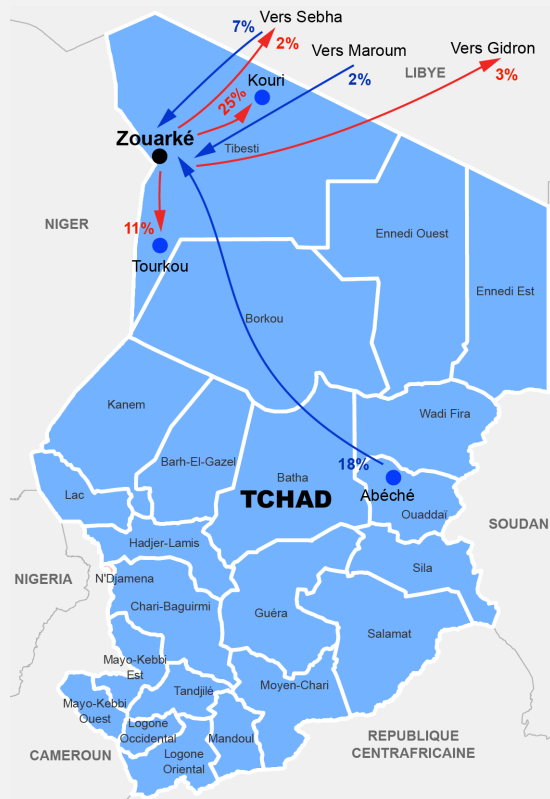 Vers Sebha
7%
2%
Vers Maroum
Vers Gidron
LIBYE
2%
3%
Kouri
25%
Zouarké
Tibesti
NIGER
11%
Tourkou
Ennedi Ouest
Ennedi Est
Borkou
Kanem
Wadi Fira
Barh-El-Gazel
18%
Batha
Abéché
Lac
TCHAD
Ouaddaï
SOUDAN
Hadjer-Lamis
Sila
NIGERIA
N'Djamena
Chari-Baguirmi
Guéra
Salamat
Mayo-Kebbi
Est
Tandjilé
Moyen-Chari
Mayo-Kebbi
Ouest
Logone
Occidental
Mandoul
REPUBLIQUE
CENTRAFRICAINE
CAMEROUN
Logone
Oriental